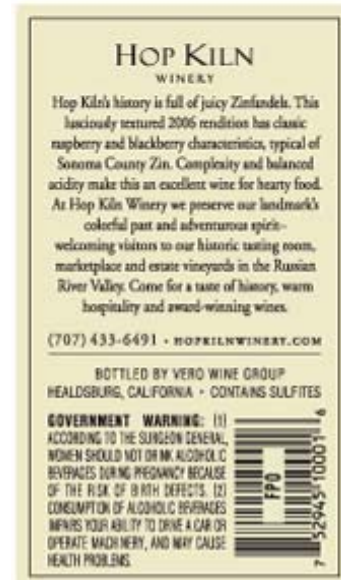 HOP KILN
WINERY
Hop Kiln's history is full of juicy Zinfandels. This
lusciously textured 2006 rendition has classic
raspberry and blackberry characteristics, typical of
Sonoma County Zin. Complexity and balanced
acidity make this an excellent wine for hearty food.
At Hop Kiln Winery we preserve our landmark's
colorful past and adventurous spirit–
welcoming visitors to our historic tasting room,
marketplace and estate vineyards in the Russian
River Valley. Come for a taste of history, warm
hospitality and award-winning wines.
(707) 433-6491 • HOPKILNWINERY.COM
BOTTLED BY VERO WINE GROUP
HEALDSBURG, CALIFORNIA • CONTAINS SULFITES
GOVERNMENT WARNING: (1)
ACCORDING TO THE SURGEON GENERAL,
WOMEN SHOULD NOT DRINK ALCOHOLIC
BEVERAGES DURING PREGNANCY BECAUSE
OF THE RISK OF BIRTH DEFECTS. (2)
CONSUMPTION OF ALCOHOLIC BEVERAGES
IMPAIRS YOUR ABILITY TO DRIVE A CAR OR
OPERATE MACHINERY, AND MAY CAUSE
HEALTH PROBLEMS.
FPO
7 52945 10001 6